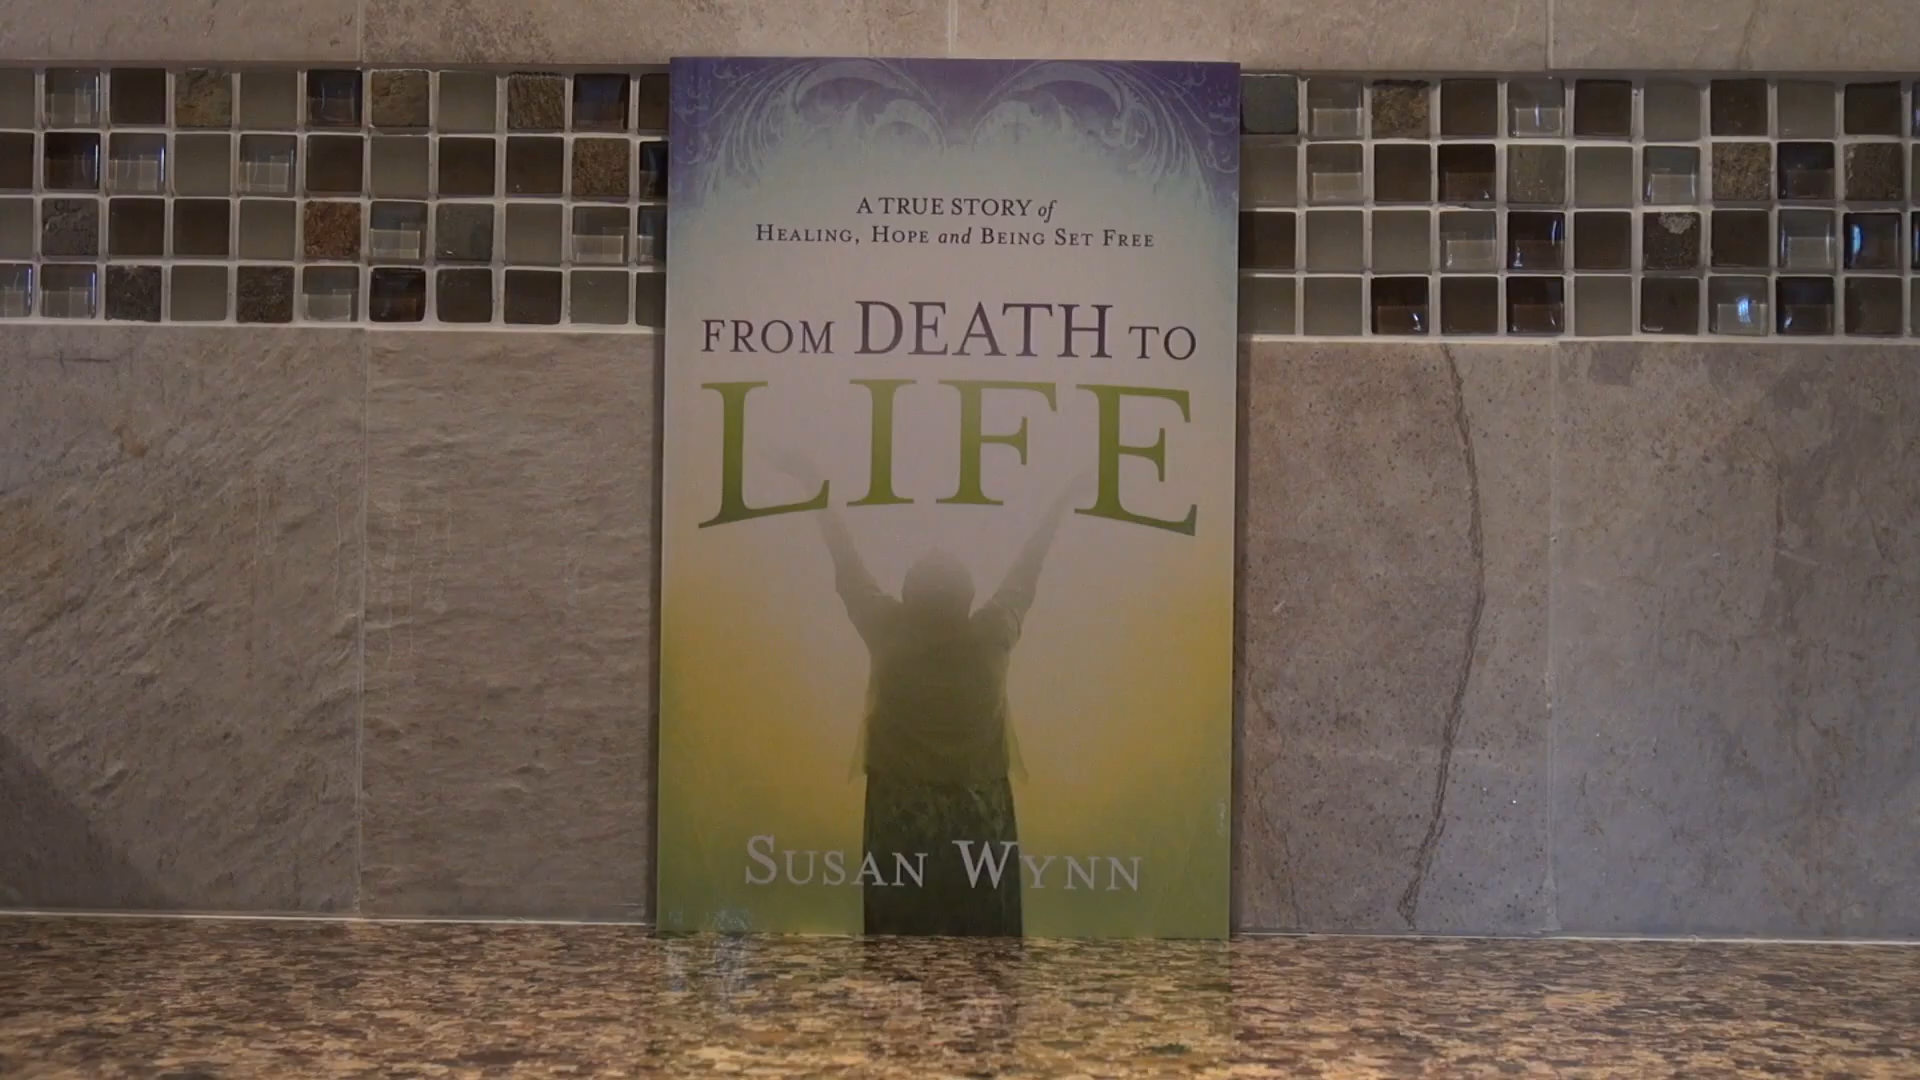 A TRUE STORY of
HEALING, HOPE and BEING SET FREE
FROM DEATH TO
LIFE
SUSAN WYNN